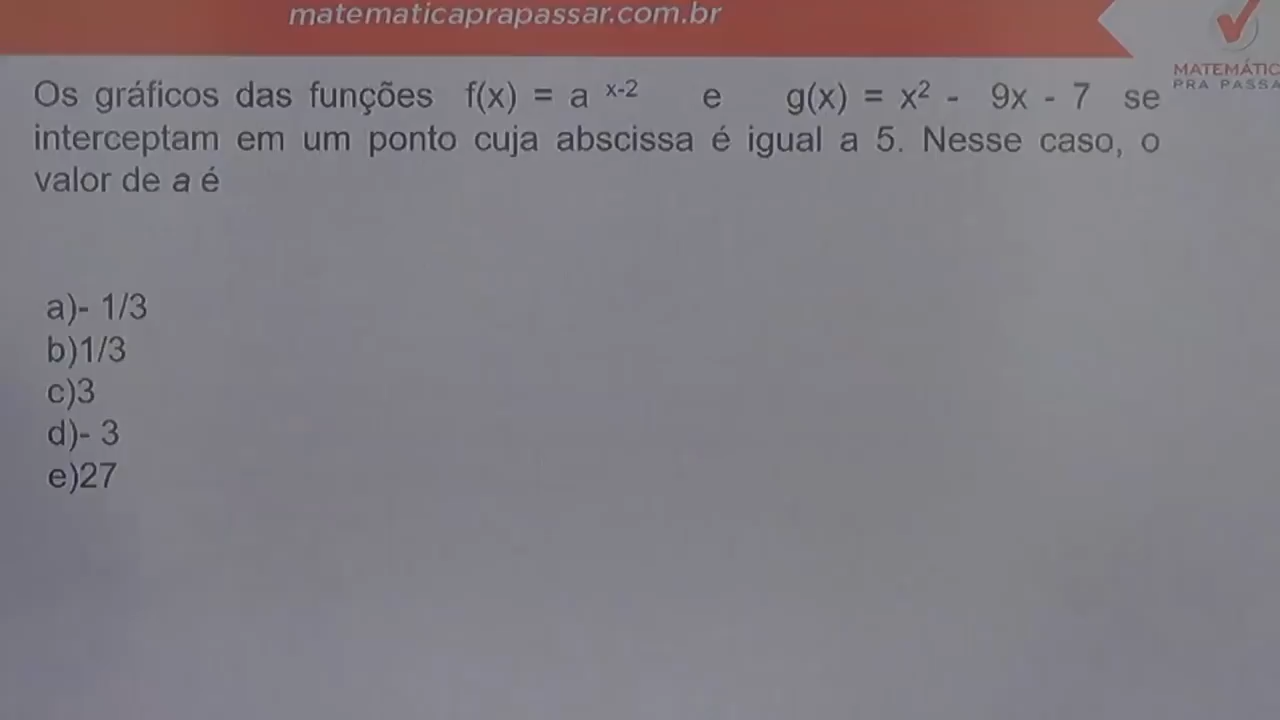 matematicaprapassar.com.br
MATEMÁTIC
PRA PASSA
Os gráficos das funções f(x) = a ˣ⁻² e g(x) = x² - 9x - 7 se
interceptam em um ponto cuja abscissa é igual a 5. Nesse caso, o
valor de a é
a)- 1/3
b)1/3
c)3
d)- 3
e)27